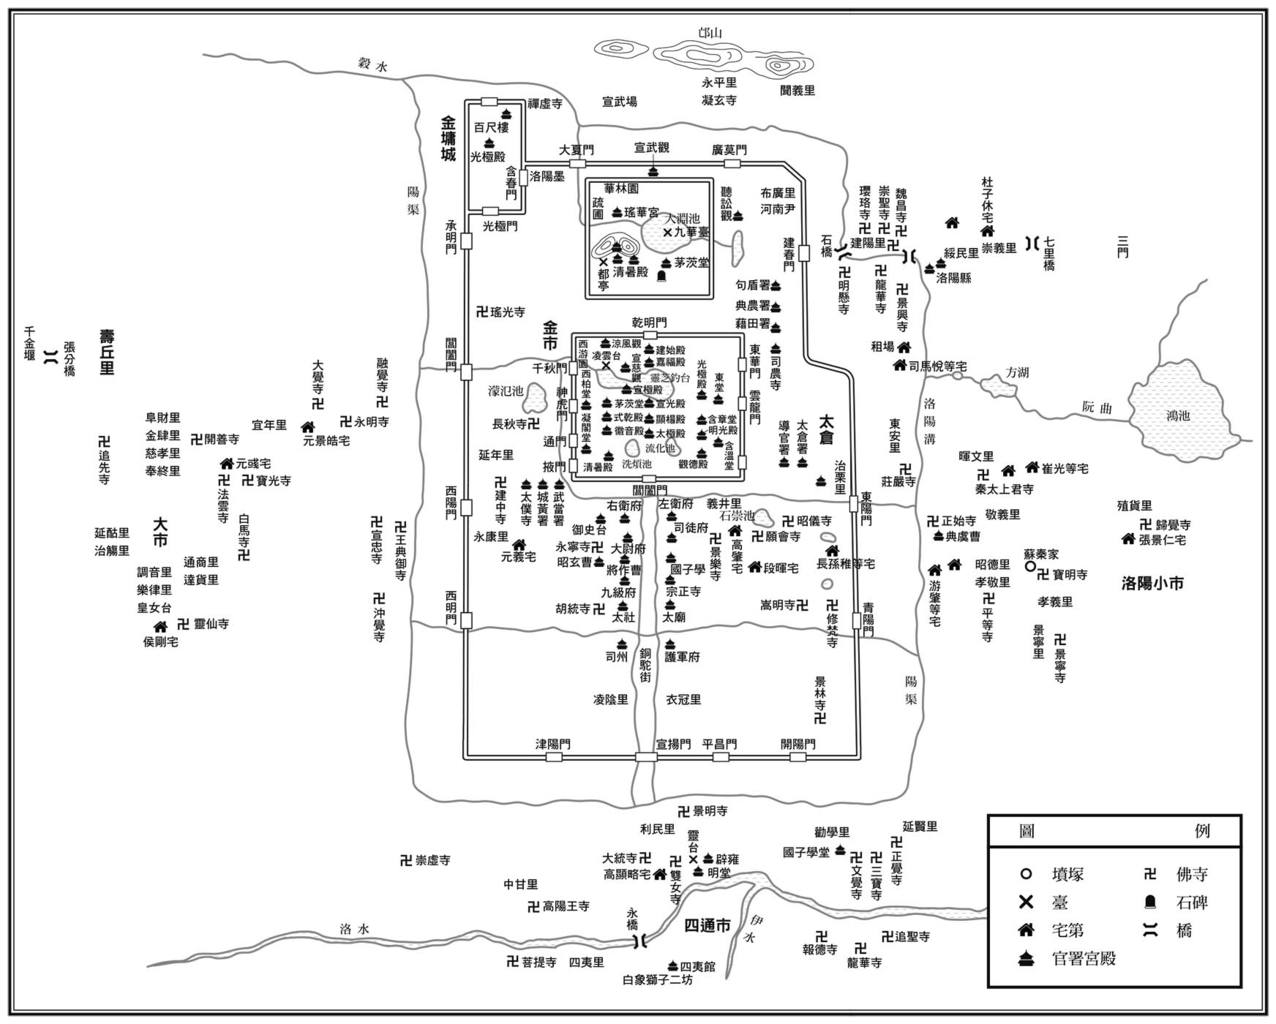 邙山
穀水
永平里
凝玄寺
聞義里
禪虛寺
宣武場
金墉城
百尺樓
光極殿
含春門
洛陽壘
光極門
大夏門
宣武觀
廣莫門
華林園
疏圃
瑤華宮
大淵池
九華臺
聽訟觀
都亭
清暑殿
茅茨堂
布廣里
河南尹
建春門
石橋
建陽里
瓔珞寺
崇聖寺
魏昌寺
杜子休宅
綏民里
崇義里
洛陽縣
七里橋
三門
明懸寺
龍華寺
景興寺
租場
司馬悅等宅
陽渠
承明門
瑤光寺
金市
句盾署
典農署
藉田署
司農寺
千金堰
張分橋
壽丘里
大覺寺
融覺寺
閶闔門
乾明門
西游園
涼風觀
凌雲台
宣慈觀
建始殿
嘉福殿
靈芝釣台
宣極殿
光極殿
東堂
東華門
雲龍門
千秋門
神虎門
通門
掖門
西柏堂
凝閒堂
茅茨堂
式乾殿
徽音殿
宣光殿
顯楊殿
太極殿
含章堂
明光殿
含溫堂
流化池
洗煩池
清暑殿
觀德殿
閶闔門
濛汜池
長秋寺
延年里
方湖
阮曲
鴻池
洛陽溝
阜財里
金肆里
慈孝里
奉終里
追先寺
開善寺
宜年里
元景皓宅
永明寺
元彧宅
寶光寺
法雲寺
白馬寺
延酤里
治觴里
大市
通商里
達貨里
調音里
樂律里
皇女台
侯剛宅
靈仙寺
宣忠寺
王典御寺
沖覺寺
西陽門
西明門
建中寺
太僕寺
城黃署
武當署
永康里
元義宅
太倉
導官署
太倉署
治粟里
東陽門
東安里
莊嚴寺
暉文里
崔光等宅
秦太上君寺
敬義里
正始寺
典虞曹
殖貨里
歸覺寺
張景仁宅
洛陽小市
右衛府
左衛府
義井里
石崇池
昭儀寺
御史台
司徒府
願會寺
永寧寺
太尉府
景樂寺
高肇宅
昭玄曹
將作曹
國子學
段暉宅
長孫稚等宅
九級府
宗正寺
胡統寺
太社
太廟
嵩明寺
修梵寺
青陽門
司州
護軍府
銅駝街
凌陰里
衣冠里
景林寺
游肇等宅
昭德里
孝敬里
平等寺
蘇秦冢
寶明寺
孝義里
景寧里
景寧寺
陽渠
津陽門
宣揚門
平昌門
開陽門
景明寺
利民里
靈台
大統寺
高顯略宅
雙女寺
辟雍
明堂
勸學里
國子學堂
延賢里
文覺寺
三寶寺
正覺寺
崇虛寺
中甘里
高陽王寺
洛水
永橋
四通市
伊水
菩提寺
四夷里
四夷館
白象獅子二坊
報德寺
龍華寺
追聖寺
圖例
墳塚
佛寺
臺
石碑
宅第
橋
官署宮殿